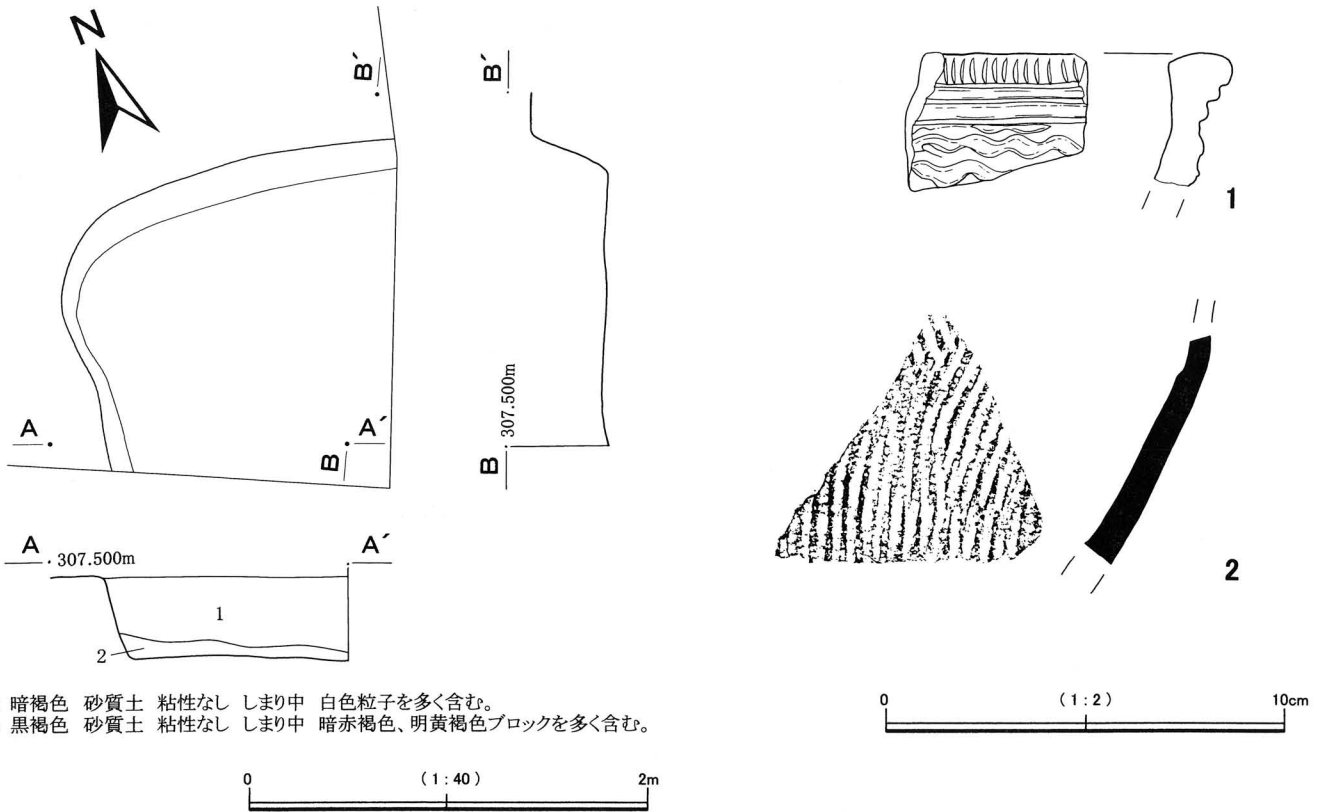 N
B´
A
A´
B
B´
307.500m
B
A
307.500m
A´
1
2
暗褐色 砂質土 粘性なし しまり中 白色粒子を多く含む。
黒褐色 砂質土 粘性なし しまり中 暗赤褐色、明黄褐色ブロックを多く含む。
0
(1:40)
2m
1
2
0
(1:2)
10cm